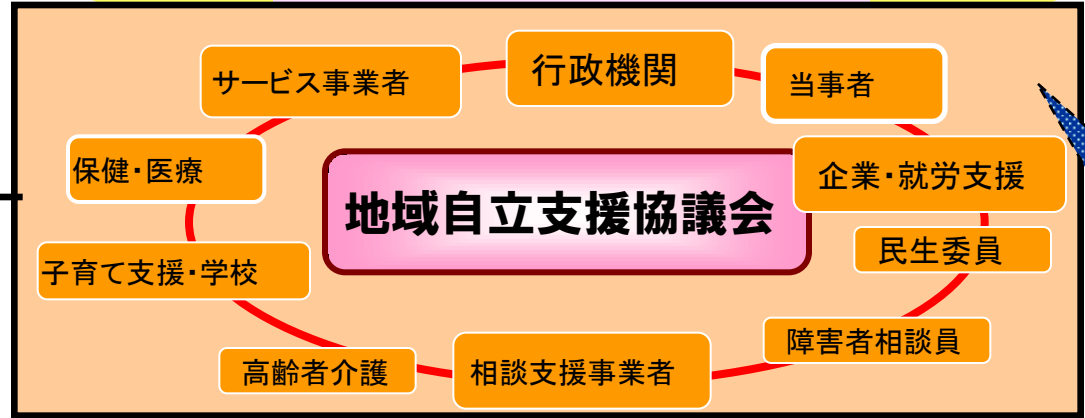 行政機関
サービス事業者
当事者
保健・医療
企業・就労支援
地域自立支援協議会
民生委員
子育て支援・学校
障害者相談員
高齢者介護
相談支援事業者